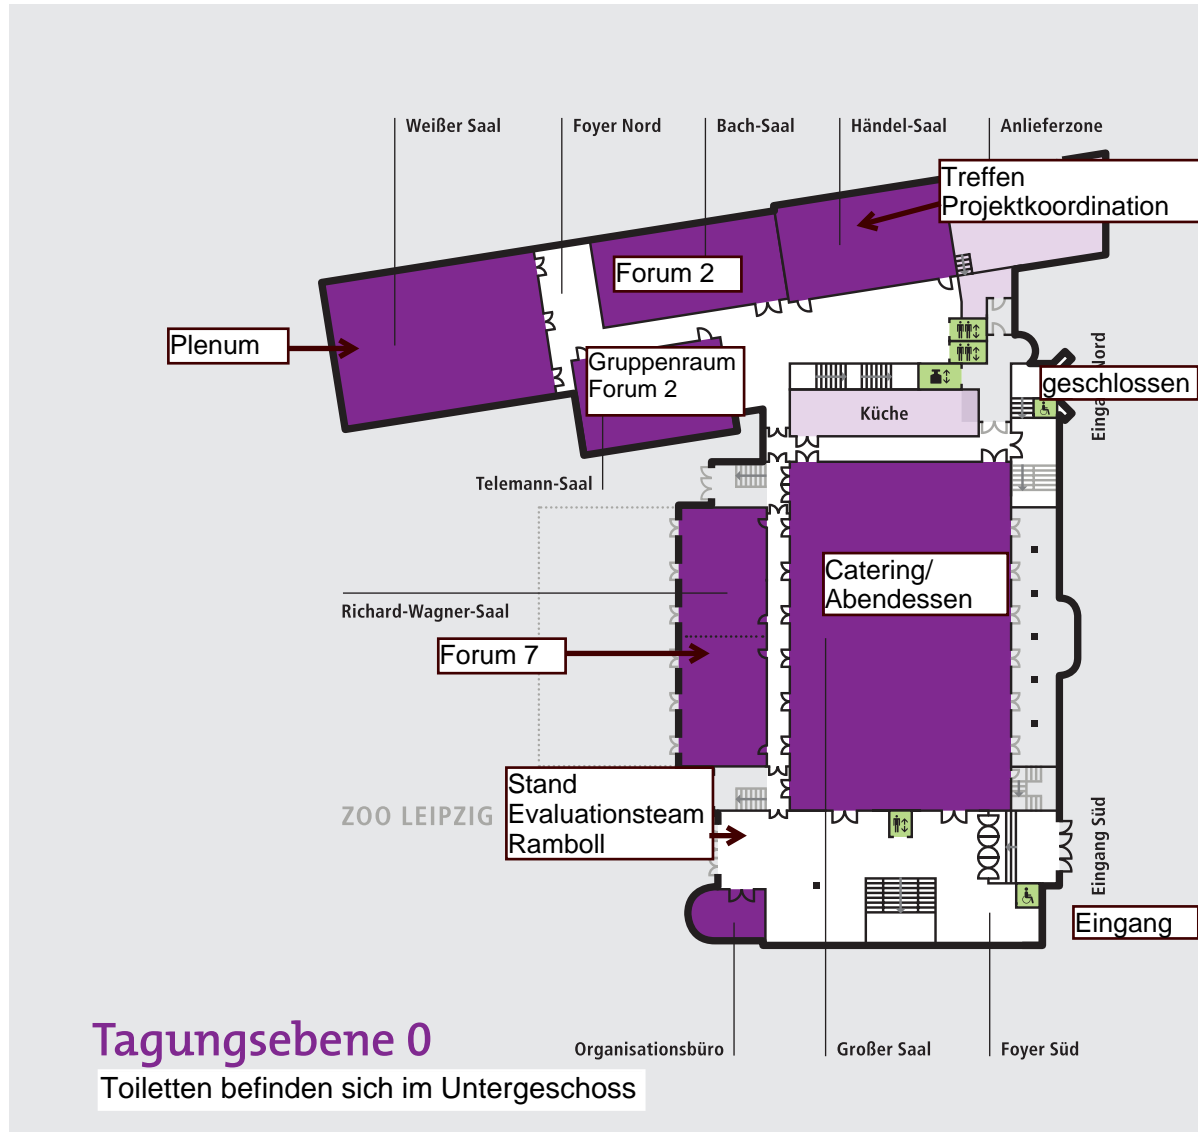 Weißer Saal
Foyer Nord
Bach-Saal
Händel-Saal
Anlieferzone
Treffen
Projektkoordination
Forum 2
Plenum
Gruppenraum
Forum 2
geschlossen
Eingang Nord
Küche
Telemann-Saal
Catering/
Abendessen
Richard-Wagner-Saal
Forum 7
Stand
Evaluationsteam
Ramboll
ZOO LEIPZIG
Eingang Süd
Eingang
Tagungsebene 0
Organisationsbüro
Großer Saal
Foyer Süd
Toiletten befinden sich im Untergeschoss